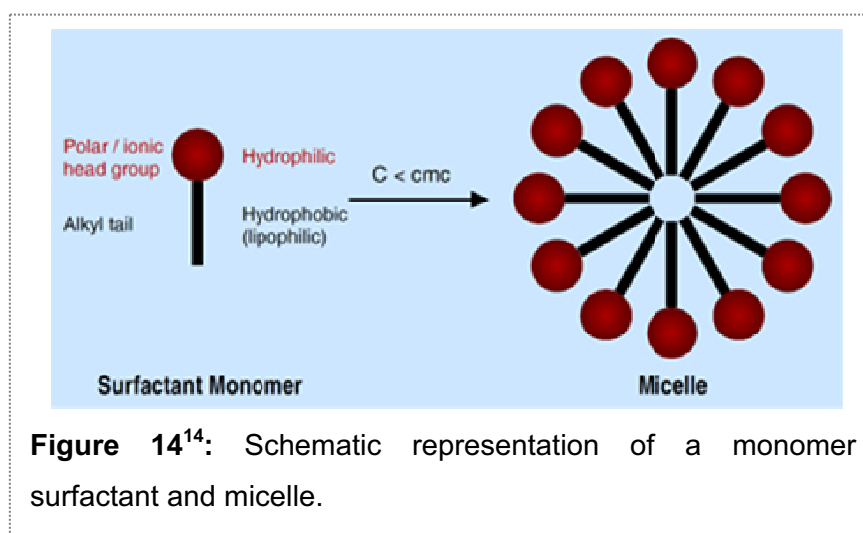 Polar / ionic
head group
Hydrophilic
C < cmc
Alkyl tail
Hydrophobic
(lipophilic)
Surfactant Monomer
Micelle
Figure 14¹⁴: Schematic representation of a monomer
surfactant and micelle.